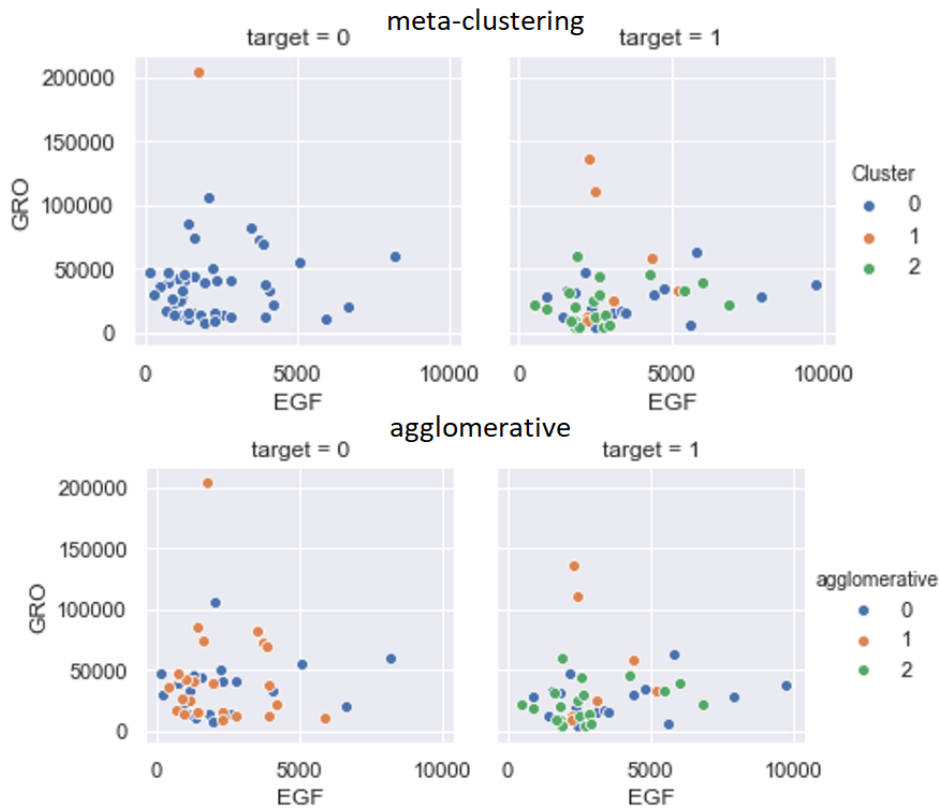 meta-clustering
target = 0
target = 1
200000
150000
100000
50000
0
GRO
0
5000
10000
EGF
0
5000
10000
EGF
Cluster
0
1
2
agglomerative
target = 0
target = 1
200000
150000
100000
50000
0
GRO
0
5000
10000
EGF
0
5000
10000
EGF
agglomerative
0
1
2